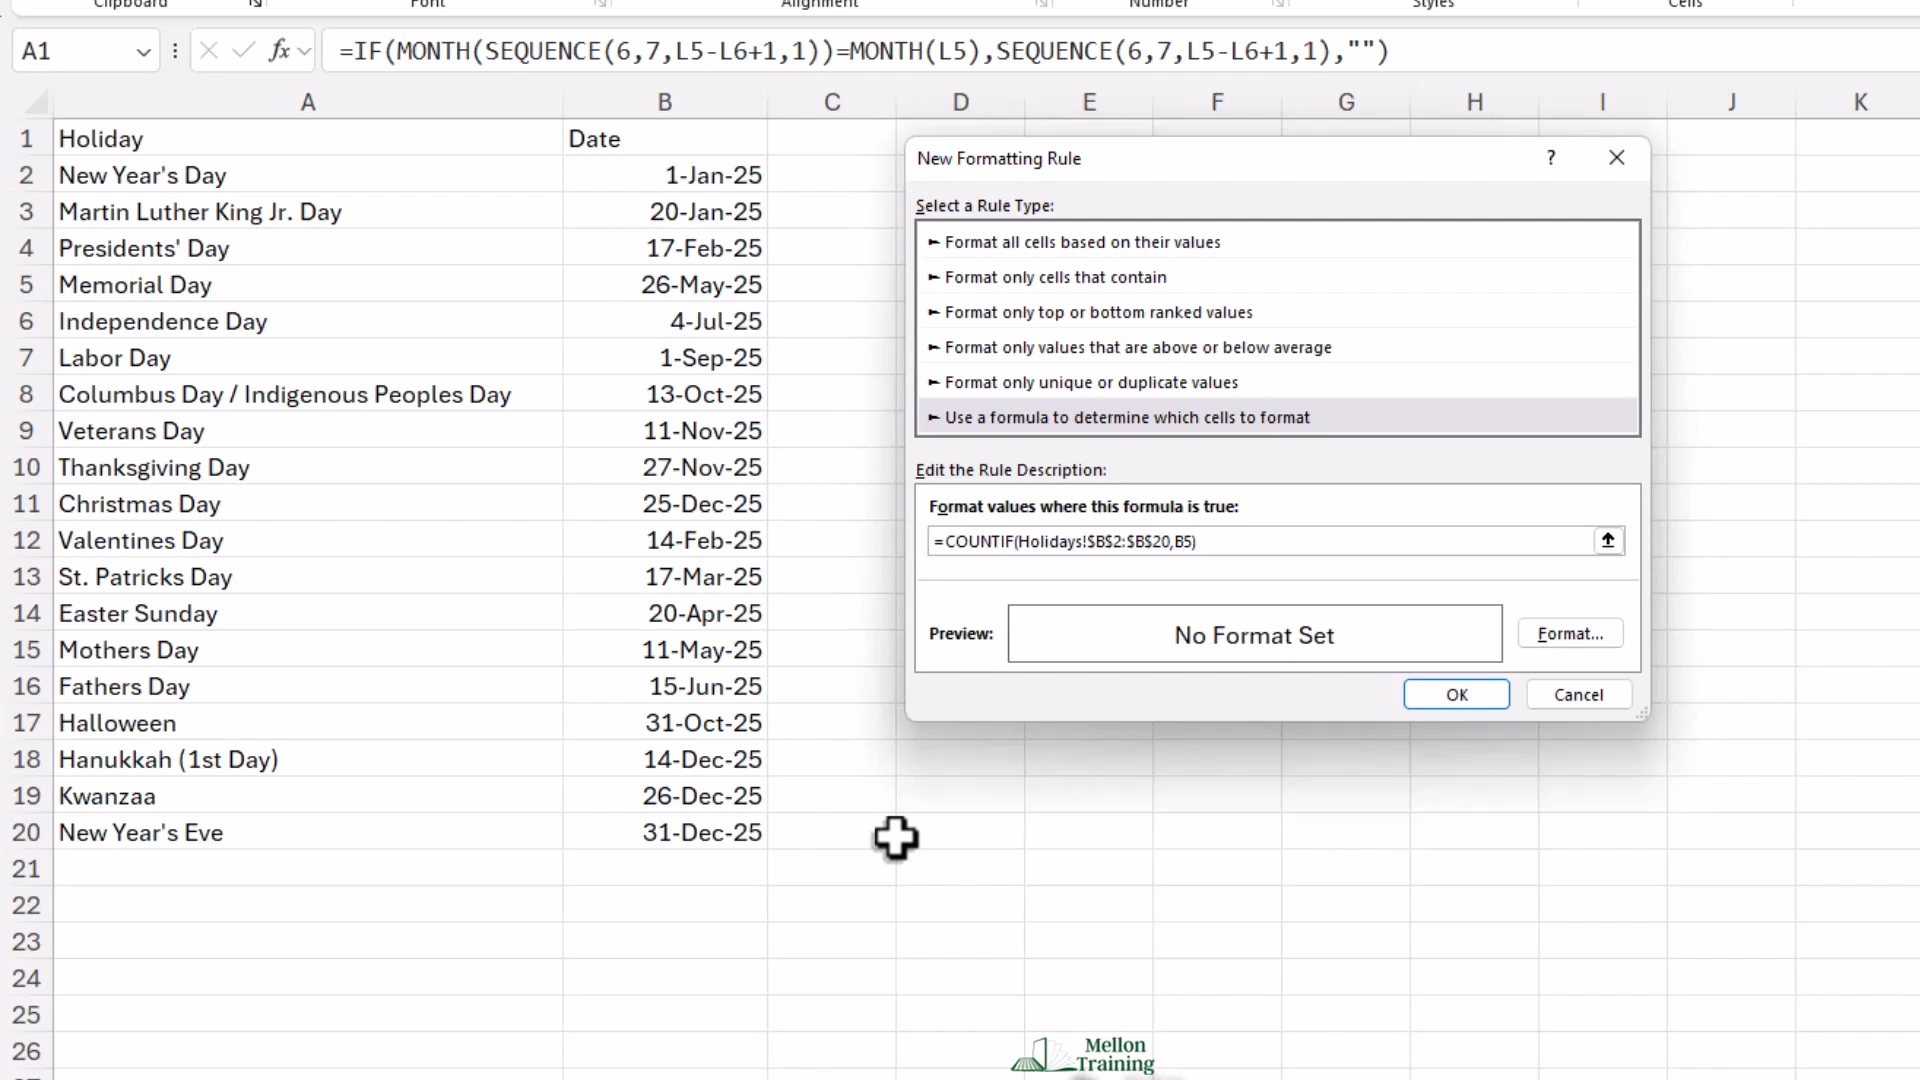 Clipboard Font Alignment Number Styles Cells
A1 fx =IF(MONTH(SEQUENCE(6,7,L5-L6+1,1))=MONTH(L5),SEQUENCE(6,7,L5-L6+1,1),"")
A B C D E F G H I J K
1 Holiday Date
2 New Year's Day 1-Jan-25
3 Martin Luther King Jr. Day 20-Jan-25
4 Presidents' Day 17-Feb-25
5 Memorial Day 26-May-25
6 Independence Day 4-Jul-25
7 Labor Day 1-Sep-25
8 Columbus Day / Indigenous Peoples Day 13-Oct-25
9 Veterans Day 11-Nov-25
10 Thanksgiving Day 27-Nov-25
11 Christmas Day 25-Dec-25
12 Valentines Day 14-Feb-25
13 St. Patricks Day 17-Mar-25
14 Easter Sunday 20-Apr-25
15 Mothers Day 11-May-25
16 Fathers Day 15-Jun-25
17 Halloween 31-Oct-25
18 Hanukkah (1st Day) 14-Dec-25
19 Kwanzaa 26-Dec-25
20 New Year's Eve 31-Dec-25
21
22
23
24
25
26
New Formatting Rule ?
Select a Rule Type:
► Format all cells based on their values
► Format only cells that contain
► Format only top or bottom ranked values
► Format only values that are above or below average
► Format only unique or duplicate values
► Use a formula to determine which cells to format
Edit the Rule Description:
Format values where this formula is true:
=COUNTIF(Holidays!$B$2:$B$20,B5)
Preview: No Format Set Format...
OK Cancel
Mellon
Training